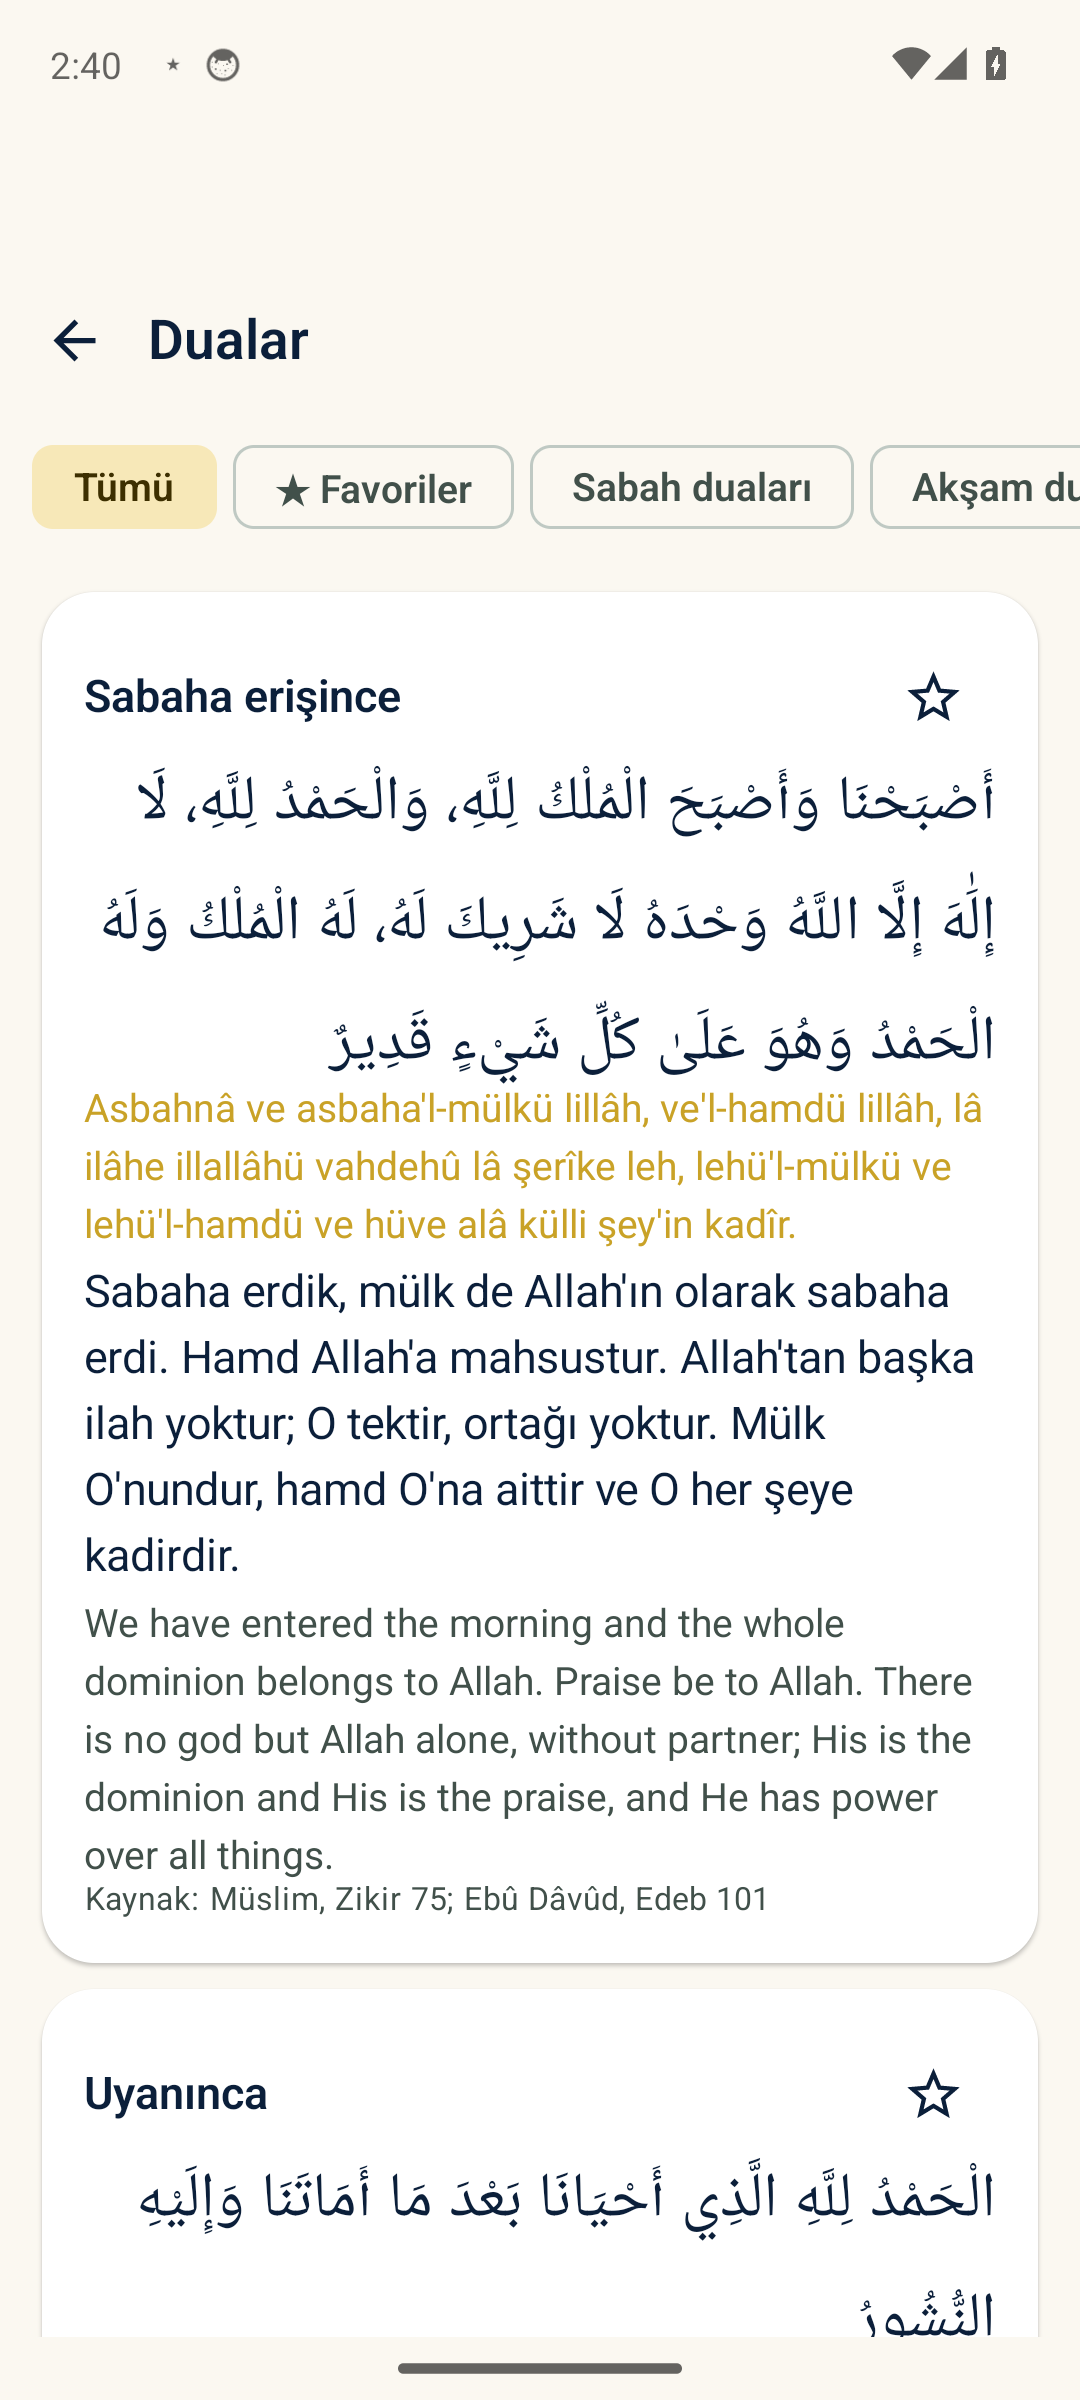 2:40
Dualar
Tümü
★ Favoriler
Sabah duaları
Akşam du
Sabaha erişince
أَصْبَحْنَا وَأَصْبَحَ الْمُلْكُ لِلَّهِ، وَالْحَمْدُ لِلَّهِ، لَا
إِلَٰهَ إِلَّا اللَّهُ وَحْدَهُ لَا شَرِيكَ لَهُ، لَهُ الْمُلْكُ وَلَهُ
الْحَمْدُ وَهُوَ عَلَىٰ كُلِّ شَيْءٍ قَدِيرٌ
Asbahnâ ve asbaha'l-mülkü lillâh, ve'l-hamdü lillâh, lâ
ilâhe illallâhü vahdehû lâ şerîke leh, lehü'l-mülkü ve
lehü'l-hamdü ve hüve alâ külli şey'in kadîr.
Sabaha erdik, mülk de Allah'ın olarak sabaha
erdi. Hamd Allah'a mahsustur. Allah'tan başka
ilah yoktur; O tektir, ortağı yoktur. Mülk
O'nundur, hamd O'na aittir ve O her şeye
kadirdir.
We have entered the morning and the whole
dominion belongs to Allah. Praise be to Allah. There
is no god but Allah alone, without partner; His is the
dominion and His is the praise, and He has power
over all things.
Kaynak: Müslim, Zikir 75; Ebû Dâvûd, Edeb 101
Uyanınca
الْحَمْدُ لِلَّهِ الَّذِي أَحْيَانَا بَعْدَ مَا أَمَاتَنَا وَإِلَيْهِ
النُّشُورُ